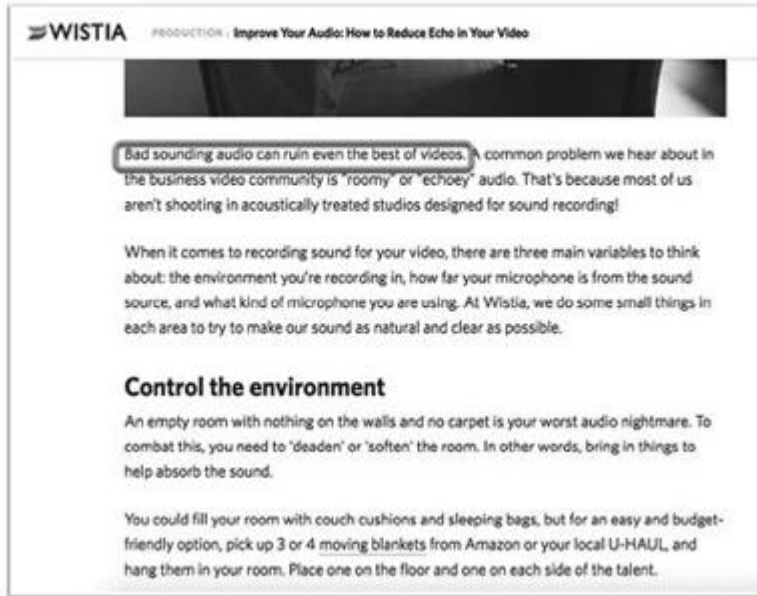 WISTIA PRODUCTION | Improve Your Audio: How to Reduce Echo in Your Video
Bad sounding audio can ruin even the best of videos. A common problem we hear about in
the business video community is "roomy" or "echoey" audio. That's because most of us
aren't shooting in acoustically treated studios designed for sound recording!
When it comes to recording sound for your video, there are three main variables to think
about: the environment you're recording in, how far your microphone is from the sound
source, and what kind of microphone you are using. At Wistia, we do some small things in
each area to try to make our sound as natural and clear as possible.
Control the environment
An empty room with nothing on the walls and no carpet is your worst audio nightmare. To
combat this, you need to 'deaden' or 'soften' the room. In other words, bring in things to
help absorb the sound.
You could fill your room with couch cushions and sleeping bags, but for an easy and budget-
friendly option, pick up 3 or 4 moving blankets from Amazon or your local U-HAUL, and
hang them in your room. Place one on the floor and one on each side of the talent.